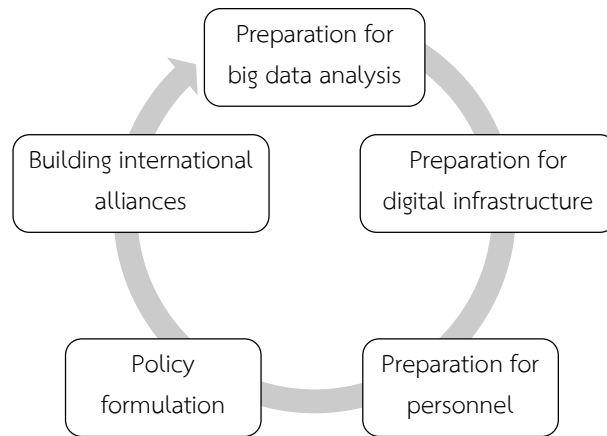 Preparation for
big data analysis
Preparation for
digital infrastructure
Preparation for
personnel
Policy
formulation
Building international
alliances